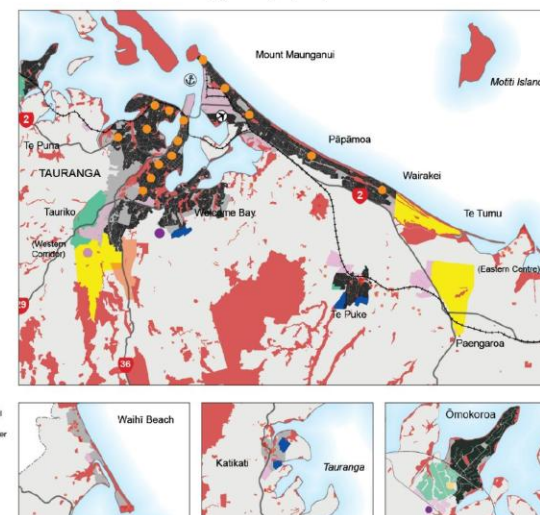 Mount Maunganui
Motiti Island
2
Te Puna
Pāpāmoa
TAURANGA
Wairakei
2
Tauriko
Welcome Bay
Te Tumu
(Western
Corridor)
(Eastern Centre)
29
Te Puke
Paengaroa
36
Waihī Beach
Katikati
Tauranga
Ōmokoroa